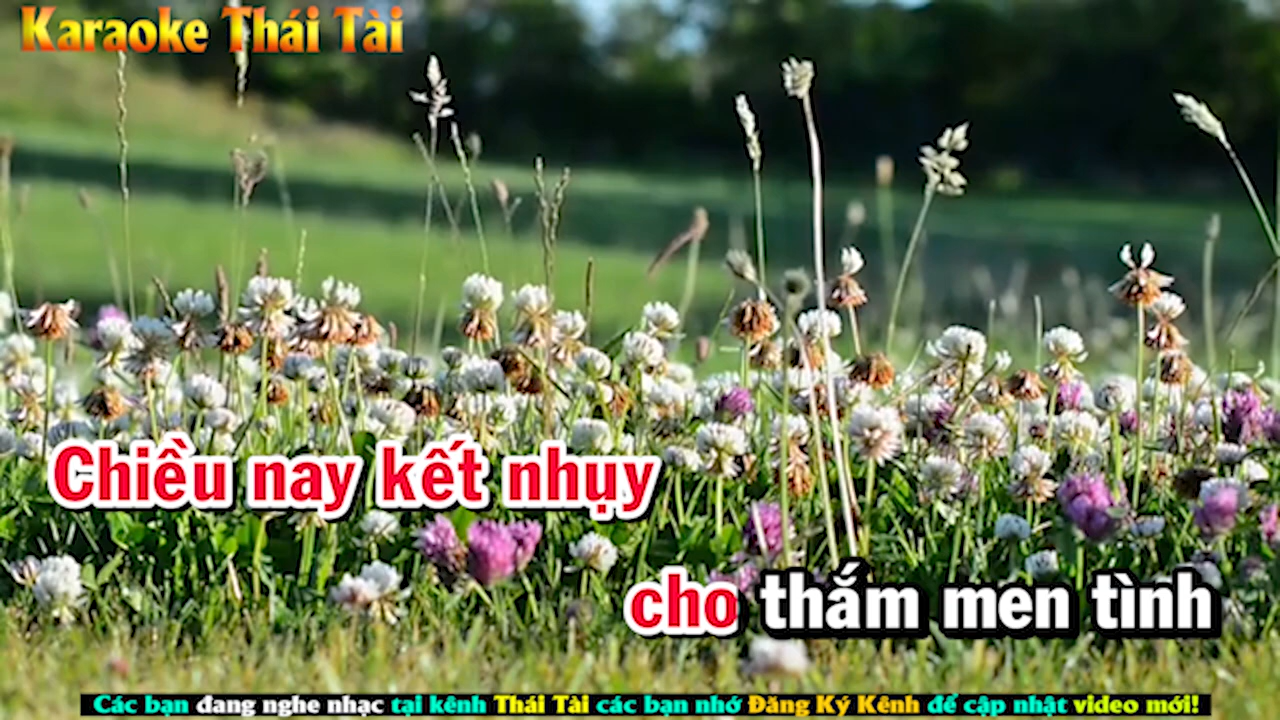 Karaoke Thái Tài
Chiều nay kết nhụy
cho thắm men tình
Các bạn đang nghe nhạc tại kênh Thái Tài các bạn nhớ Đăng Ký Kênh để cập nhật video mới!